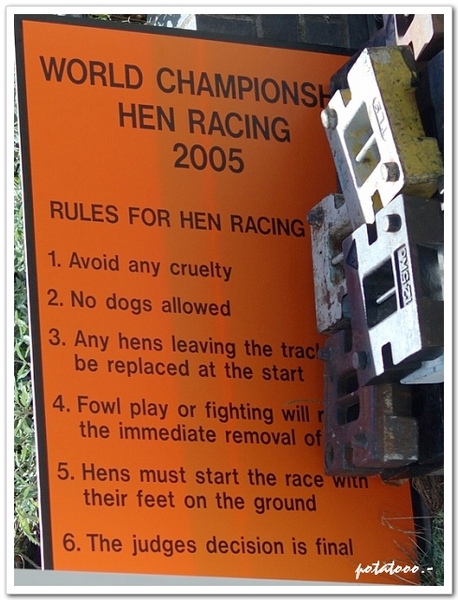 WORLD CHAMPIONSH
HEN RACING
2005
RULES FOR HEN RACING
1. Avoid any cruelty
2. No dogs allowed
3. Any hens leaving the trac
be replaced at the start
4. Fowl play or fighting will r
the immediate removal of
5. Hens must start the race with
their feet on the ground
6. The judges decision is final
potatooo.-